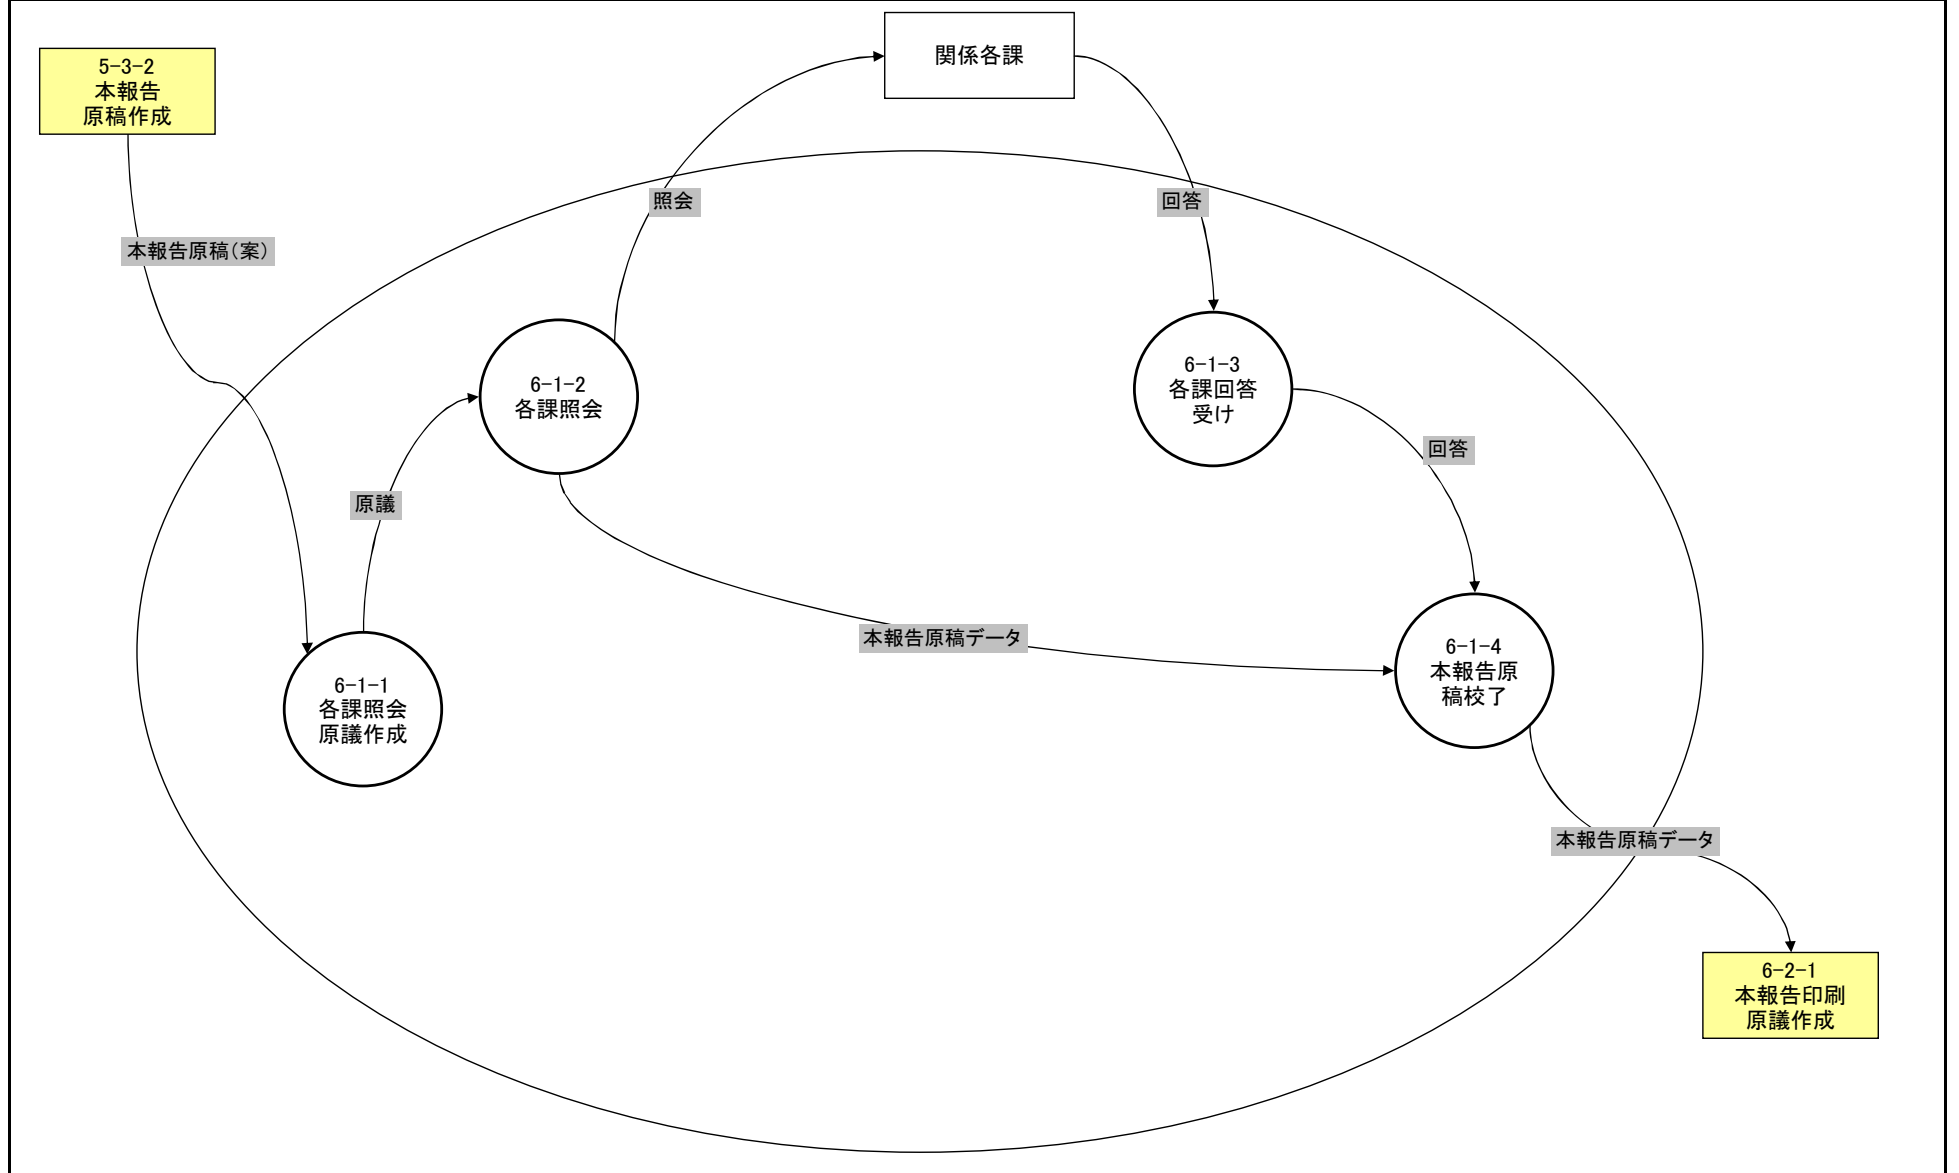 関係各課
5-3-2
本報告
原稿作成
照会
回答
本報告原稿(案)
6-1-2
各課照会
6-1-3
各課回答
受け
回答
原議
本報告原稿データ
6-1-4
本報告原
稿校了
6-1-1
各課照会
原議作成
本報告原稿データ
6-2-1
本報告印刷
原議作成